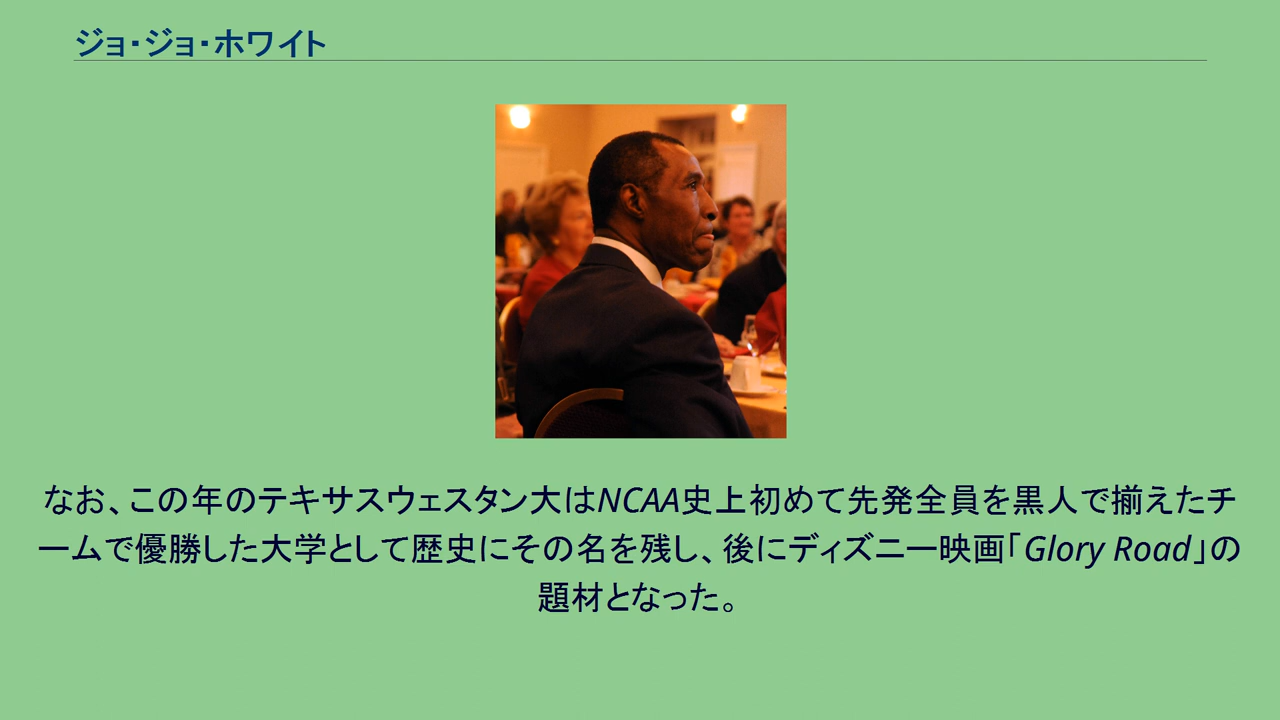 ジョ・ジョ・ホワイト
なお、この年のテキサスウェスタン大はNCAA史上初めて先発全員を黒人で揃えたチ
ームで優勝した大学として歴史にその名を残し、後にディズニー映画「Glory Road」の
題材となった。